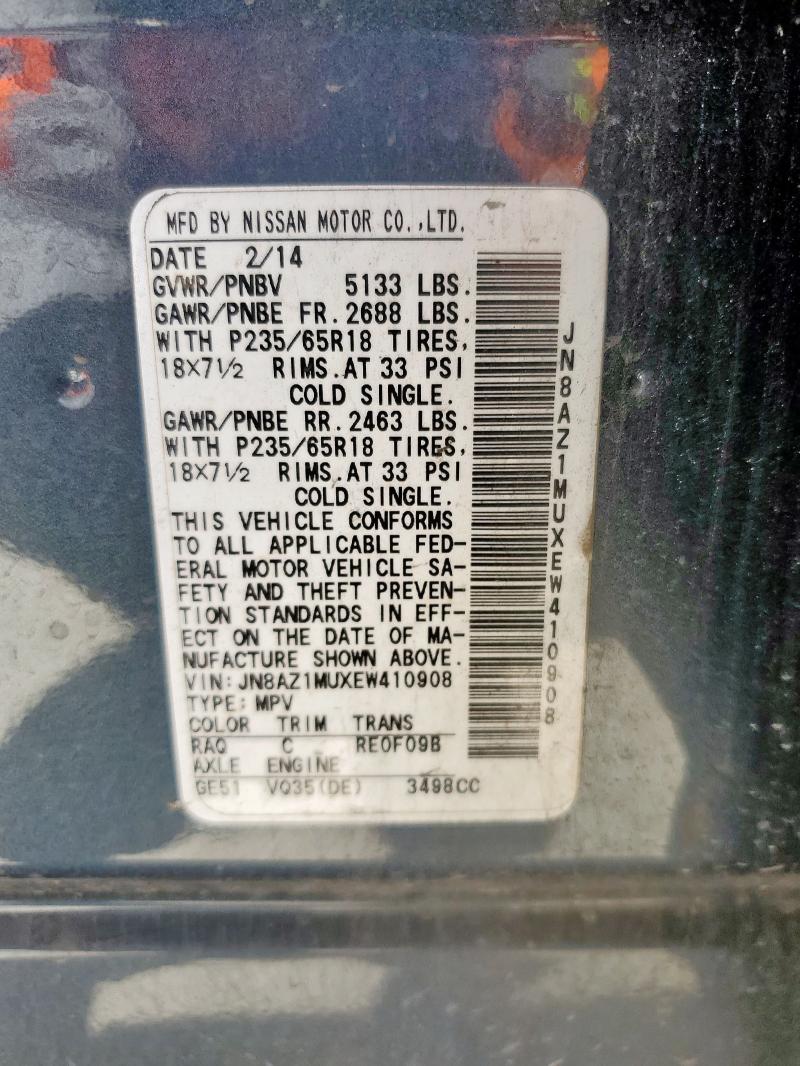 MFD BY NISSAN MOTOR CO.,LTD.
DATE 2/14
GVWR/PNBV 5133 LBS.
GAWR/PNBE FR.2688 LBS.
WITH P235/65R18 TIRES,
18X7 1/2 RIMS.AT 33 PSI
COLD SINGLE.
GAWR/PNBE RR.2463 LBS.
WITH P235/65R18 TIRES,
18X7 1/2 RIMS.AT 33 PSI
COLD SINGLE.
THIS VEHICLE CONFORMS
TO ALL APPLICABLE FED-
ERAL MOTOR VEHICLE SA-
FETY AND THEFT PREVEN-
TION STANDARDS IN EFF-
ECT ON THE DATE OF MA-
NUFACTURE SHOWN ABOVE.
VIN: JN8AZ1MUXEW410908
TYPE: MPV
COLOR TRIM TRANS
RAQ C RE0F09B
AXLE ENGINE
GE51 VQ35(DE) 3498CC
JN8AZ1MUXEW410908